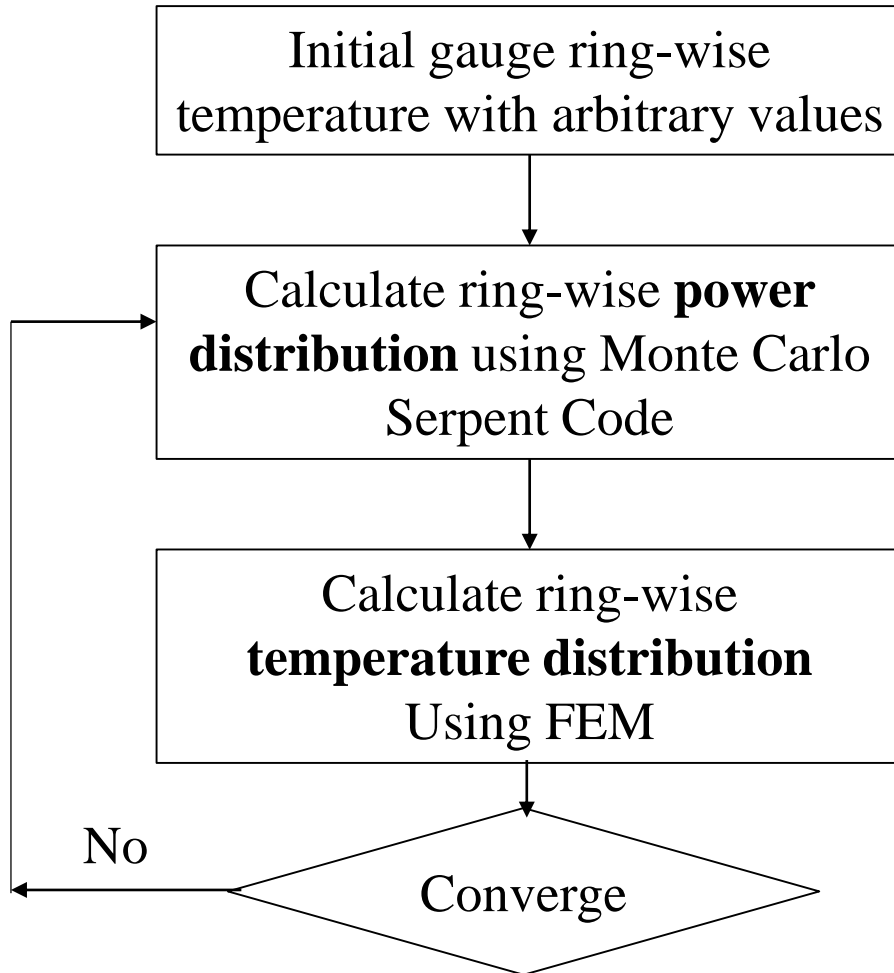 Initial gauge ring-wise
temperature with arbitrary values
Calculate ring-wise power
distribution using Monte Carlo
Serpent Code
Calculate ring-wise
temperature distribution
Using FEM
No
Converge